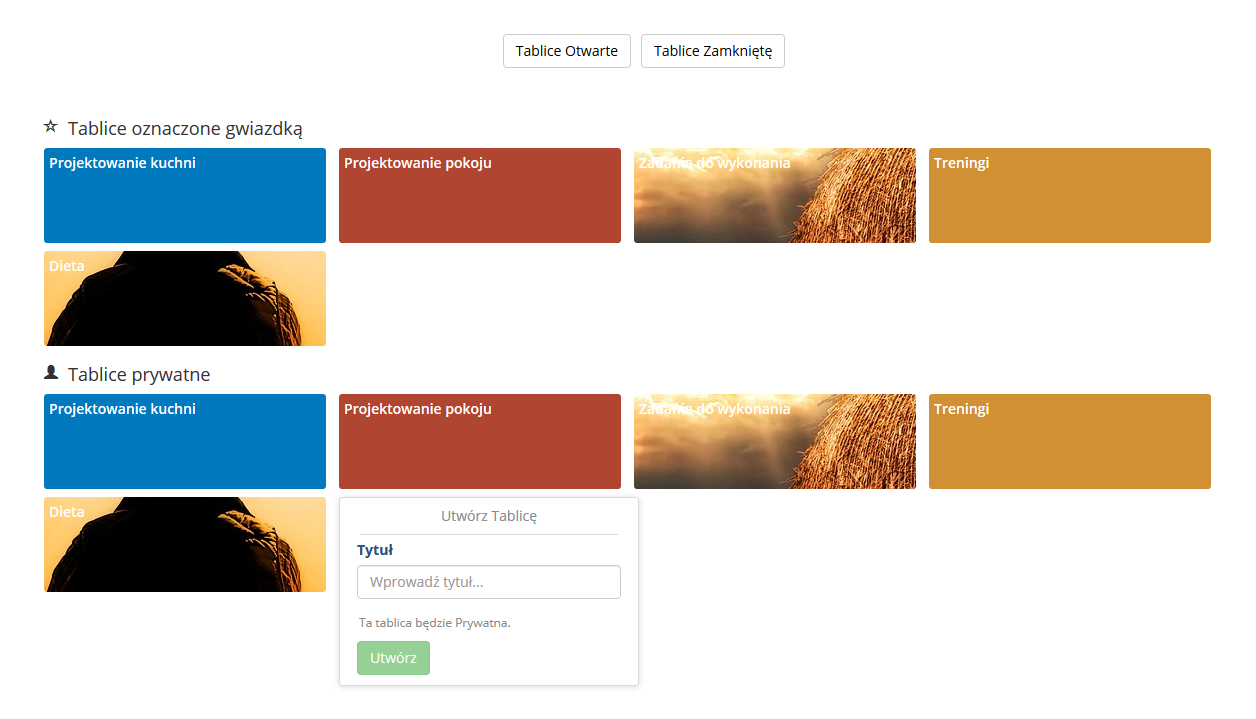 Tablice Otwarte Tablice Zamkniętę
Tablice oznaczone gwiazdką
Projektowanie kuchni Projektowanie pokoju Zadania do wykonania Treningi
Dieta
Tablice prywatne
Projektowanie kuchni Projektowanie pokoju Zadania do wykonania Treningi
Dieta
Utwórz Tablicę
Tytuł
Wprowadź tytuł...
Ta tablica będzie Prywatna.
Utwórz